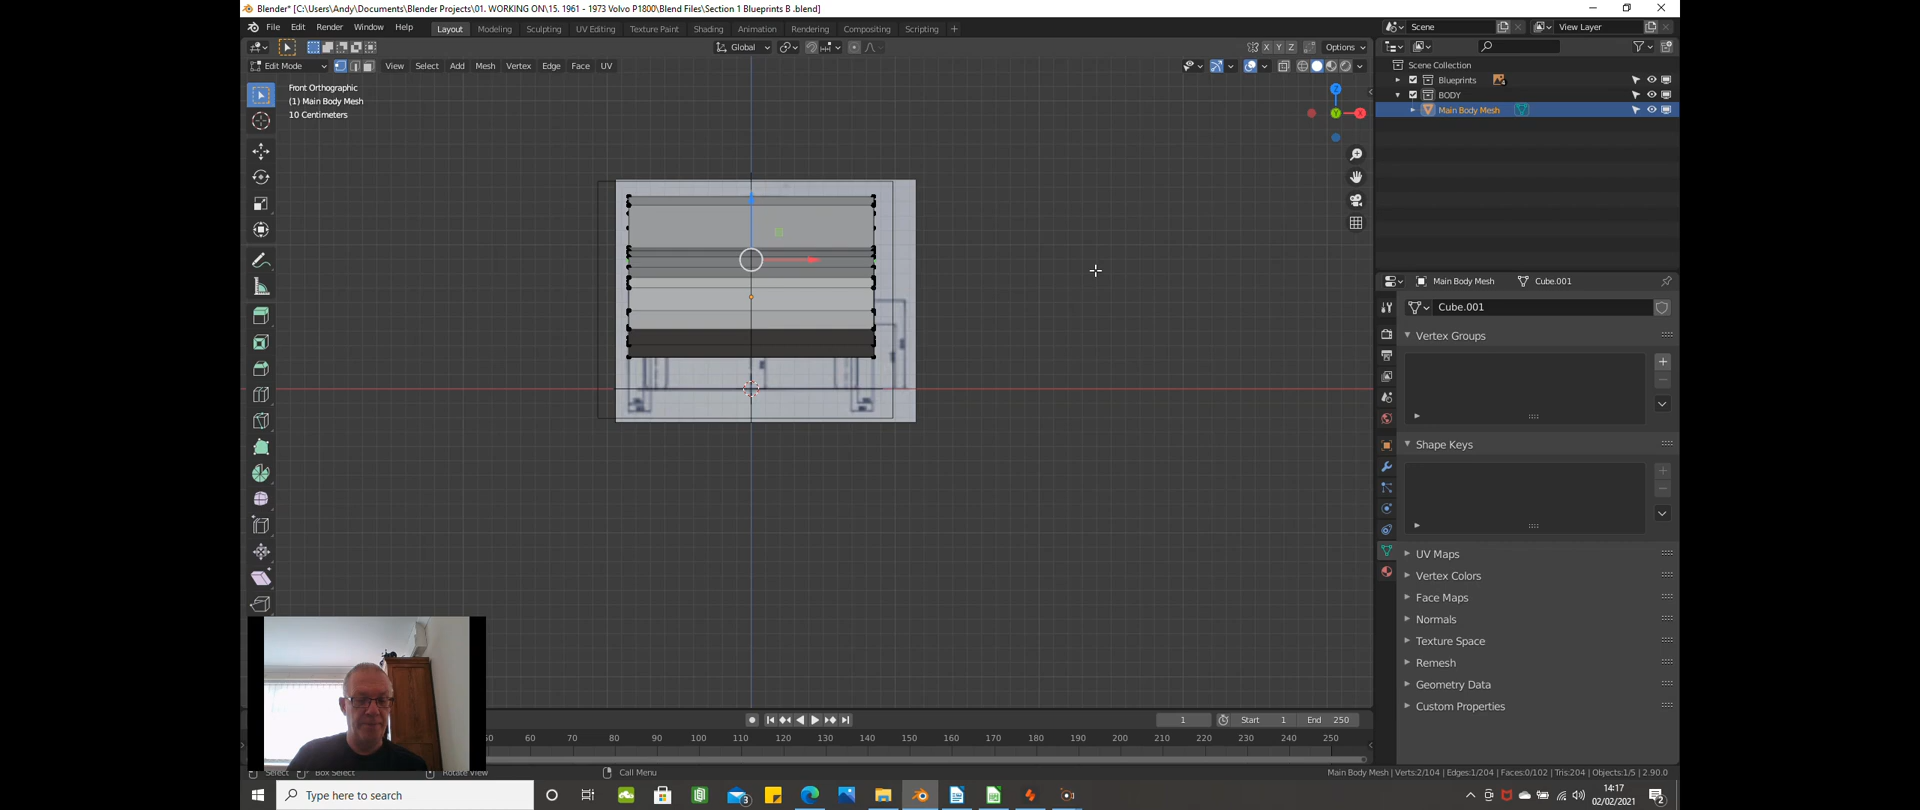 Blender* [C:\Users\Andy\Documents\Blender Projects\01. WORKING ON\15. 1961 - 1973 Volvo P1800\Blend Files\Section 1 Blueprints B .blend]
File Edit Render Window Help Layout Modeling Sculpting UV Editing Texture Paint Shading Animation Rendering Compositing Scripting + Scene View Layer
Global X Y Z Options
Edit Mode View Select Add Mesh Vertex Edge Face UV
Scene Collection
Blueprints 4
BODY
Main Body Mesh
Front Orthographic
(1) Main Body Mesh
10 Centimeters
Z
Y
X
Main Body Mesh Cube.001
Cube.001
Vertex Groups
Shape Keys
UV Maps
Vertex Colors
Face Maps
Normals
Texture Space
Remesh
Geometry Data
Custom Properties
1 Start 1 End 250
50 60 70 80 90 100 110 120 130 140 150 160 170 180 190 200 210 220 230 240 250
Select Box Select Rotate View Call Menu Main Body Mesh | Verts:2/104 | Edges:1/204 | Faces:0/102 | Tris:204 | Objects:1/5 | 2.90.0
Type here to search 3 14:17
02/02/2021 2